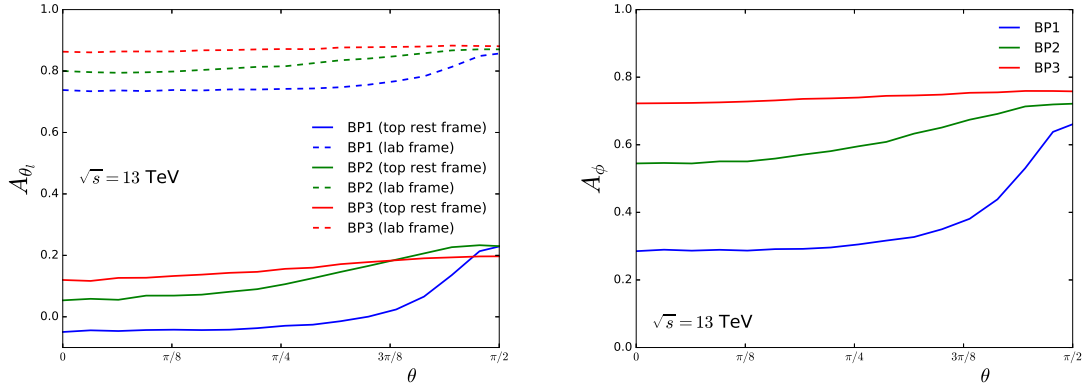 1.0
0.8
0.6
0.4
0.2
0.0
A_{θ_l}
BP1 (top rest frame)
BP1 (lab frame)
BP2 (top rest frame)
BP2 (lab frame)
BP3 (top rest frame)
BP3 (lab frame)
√s = 13 TeV
0 π/8 π/4 3π/8 π/2
θ
1.0
0.8
0.6
0.4
0.2
0.0
A_ϕ
BP1
BP2
BP3
√s = 13 TeV
0 π/8 π/4 3π/8 π/2
θ